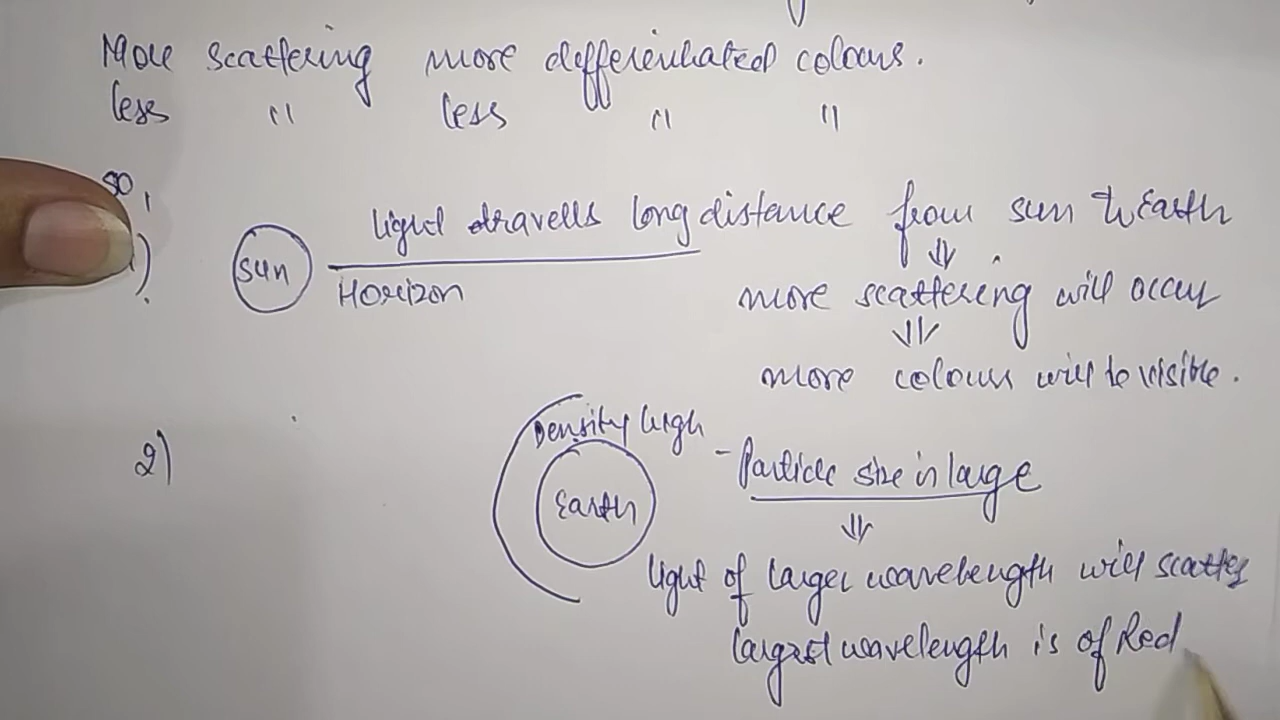 More scattering more differentiated colours.
less " less " "
so,
1)
sun
light travells long distance from sun to Earth
Horizon
more scattering will occur
more colours will be visible.
2)
Density high
Earth
- Particle size is large
light of larger wavelength will scatter
largest wavelength is of Red